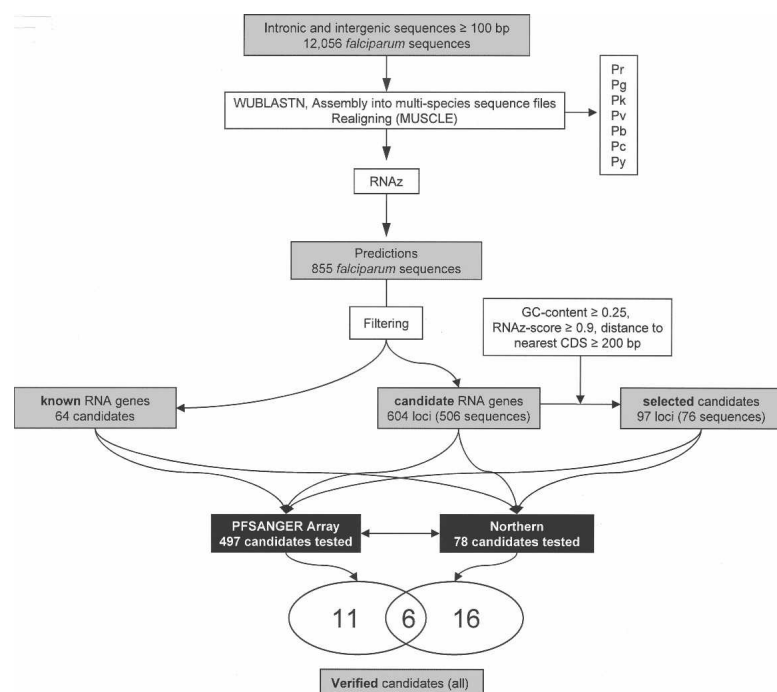 Intronic and intergenic sequences ≥ 100 bp
12,056 falciparum sequences
WUBLASTN, Assembly into multi-species sequence files
Realigning (MUSCLE)
Pr
Pg
Pk
Pv
Pb
Pc
Py
RNAz
Predictions
855 falciparum sequences
Filtering
GC-content ≥ 0.25,
RNAz-score ≥ 0.9, distance to
nearest CDS ≥ 200 bp
known RNA genes
64 candidates
candidate RNA genes
604 loci (506 sequences)
selected candidates
97 loci (76 sequences)
PFSANGER Array
497 candidates tested
Northern
78 candidates tested
11
6
16
Verified candidates (all)